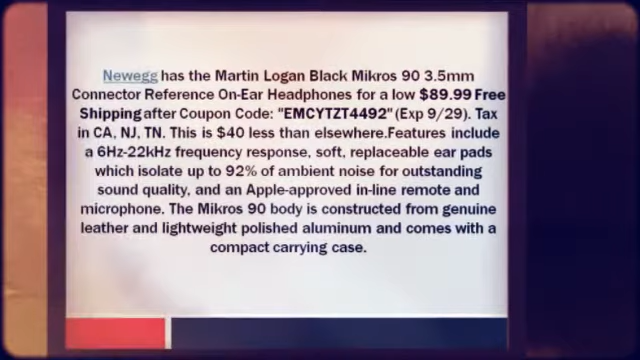 Newegg has the Martin Logan Black Mikros 90 3.5mm
Connector Reference On-Ear Headphones for a low $89.99 Free
Shipping after Coupon Code: "EMCYTZT4492" (Exp 9/29). Tax
in CA, NJ, TN. This is $40 less than elsewhere.Features include
a 6Hz-22kHz frequency response, soft, replaceable ear pads
which isolate up to 92% of ambient noise for outstanding
sound quality, and an Apple-approved in-line remote and
microphone. The Mikros 90 body is constructed from genuine
leather and lightweight polished aluminum and comes with a
compact carrying case.